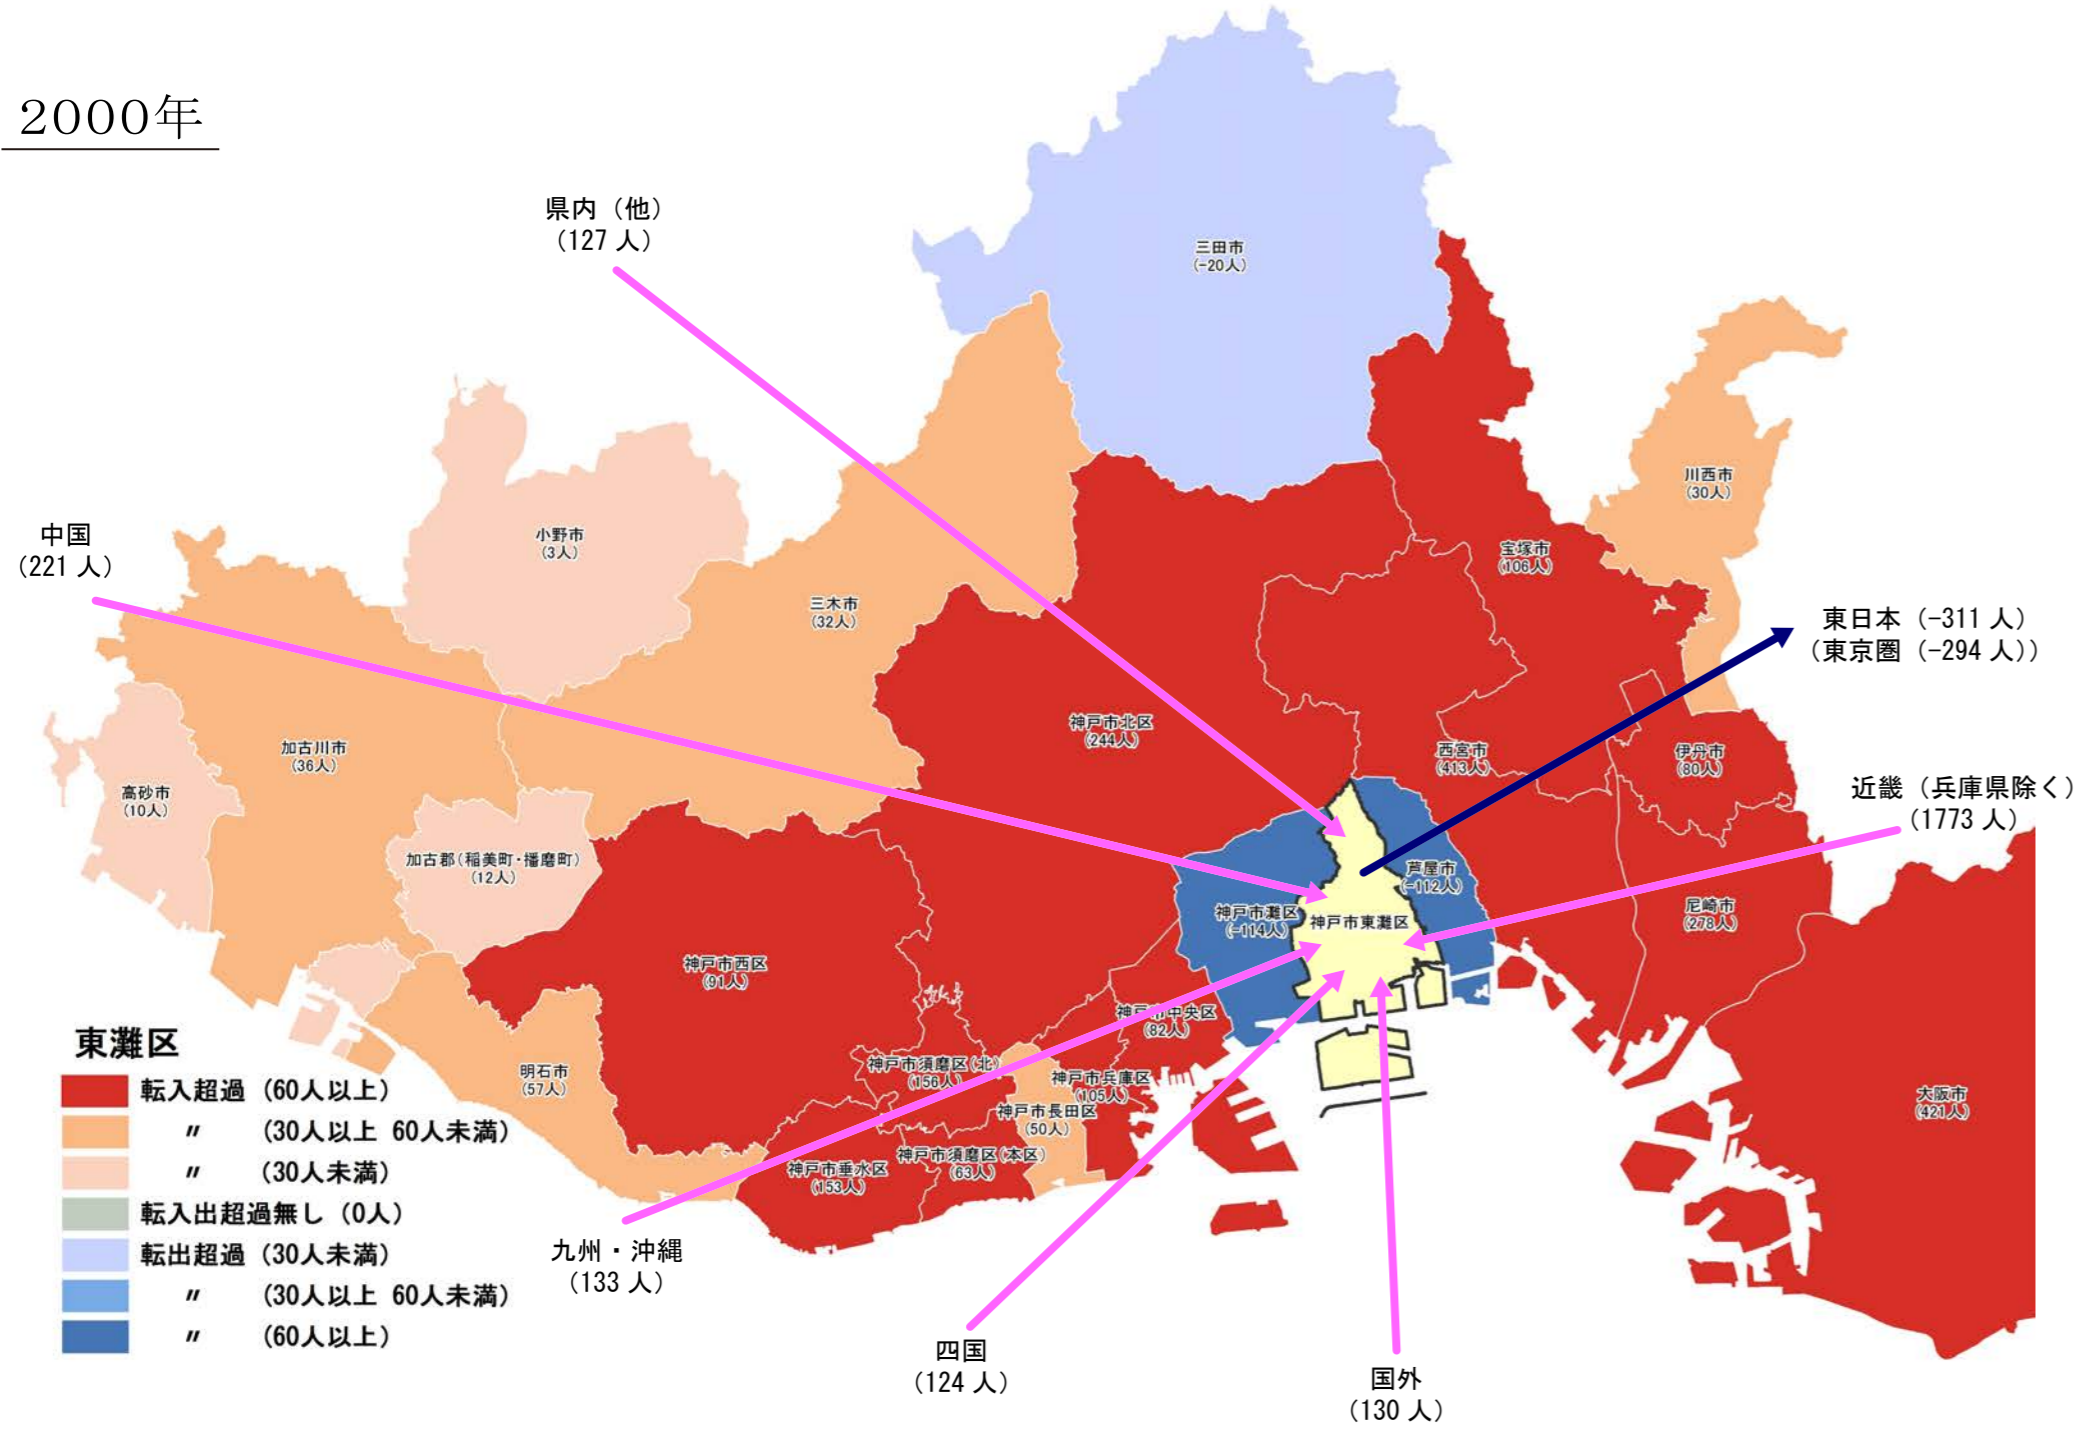 2000年
県内（他）
（127 人）
三田市
(-20人)
川西市
(30人)
中国
（221 人）
小野市
(3人)
宝塚市
(106人)
三木市
(32人)
東日本（-311 人）
（東京圏（-294 人））
神戸市北区
(244人)
加古川市
(36人)
西宮市
(413人)
伊丹市
(80人)
高砂市
(10人)
近畿（兵庫県除く）
（1773 人）
加古郡(稲美町・播磨町)
(12人)
芦屋市
(-112人)
神戸市灘区
(-114人)
神戸市東灘区
尼崎市
(278人)
神戸市西区
(91人)
神戸市中央区
(82人)
東灘区
明石市
(57人)
神戸市須磨区(北)
(156人)
神戸市兵庫区
(105人)
神戸市長田区
(50人)
大阪市
(421人)
神戸市須磨区(本区)
(63人)
神戸市垂水区
(153人)
転入超過（60人以上）
〃 （30人以上 60人未満）
〃 （30人未満）
転入出超過無し（0人）
転出超過（30人未満）
〃 （30人以上 60人未満）
〃 （60人以上）
九州・沖縄
（133 人）
四国
（124 人）
国外
（130 人）